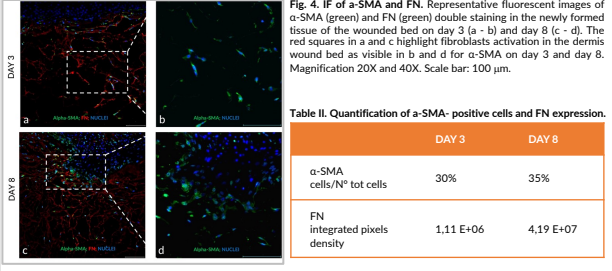 DAY 3
a
Alpha-SMA; FN; NUCLEI
b
Alpha-SMA; NUCLEI
DAY 8
c
Alpha-SMA; FN; NUCLEI
d
Alpha-SMA; NUCLEI
Fig. 4. IF of a-SMA and FN. Representative fluorescent images of
α-SMA (green) and FN (green) double staining in the newly formed
tissue of the wounded bed on day 3 (a - b) and day 8 (c - d). The
red squares in a and c highlight fibroblasts activation in the dermis
wound bed as visible in b and d for α-SMA on day 3 and day 8.
Magnification 20X and 40X. Scale bar: 100 μm.
Table II. Quantification of a-SMA- positive cells and FN expression.
DAY 3 DAY 8
α-SMA
cells/N° tot cells 30% 35%
FN
integrated pixels 1,11 E+06 4,19 E+07
density